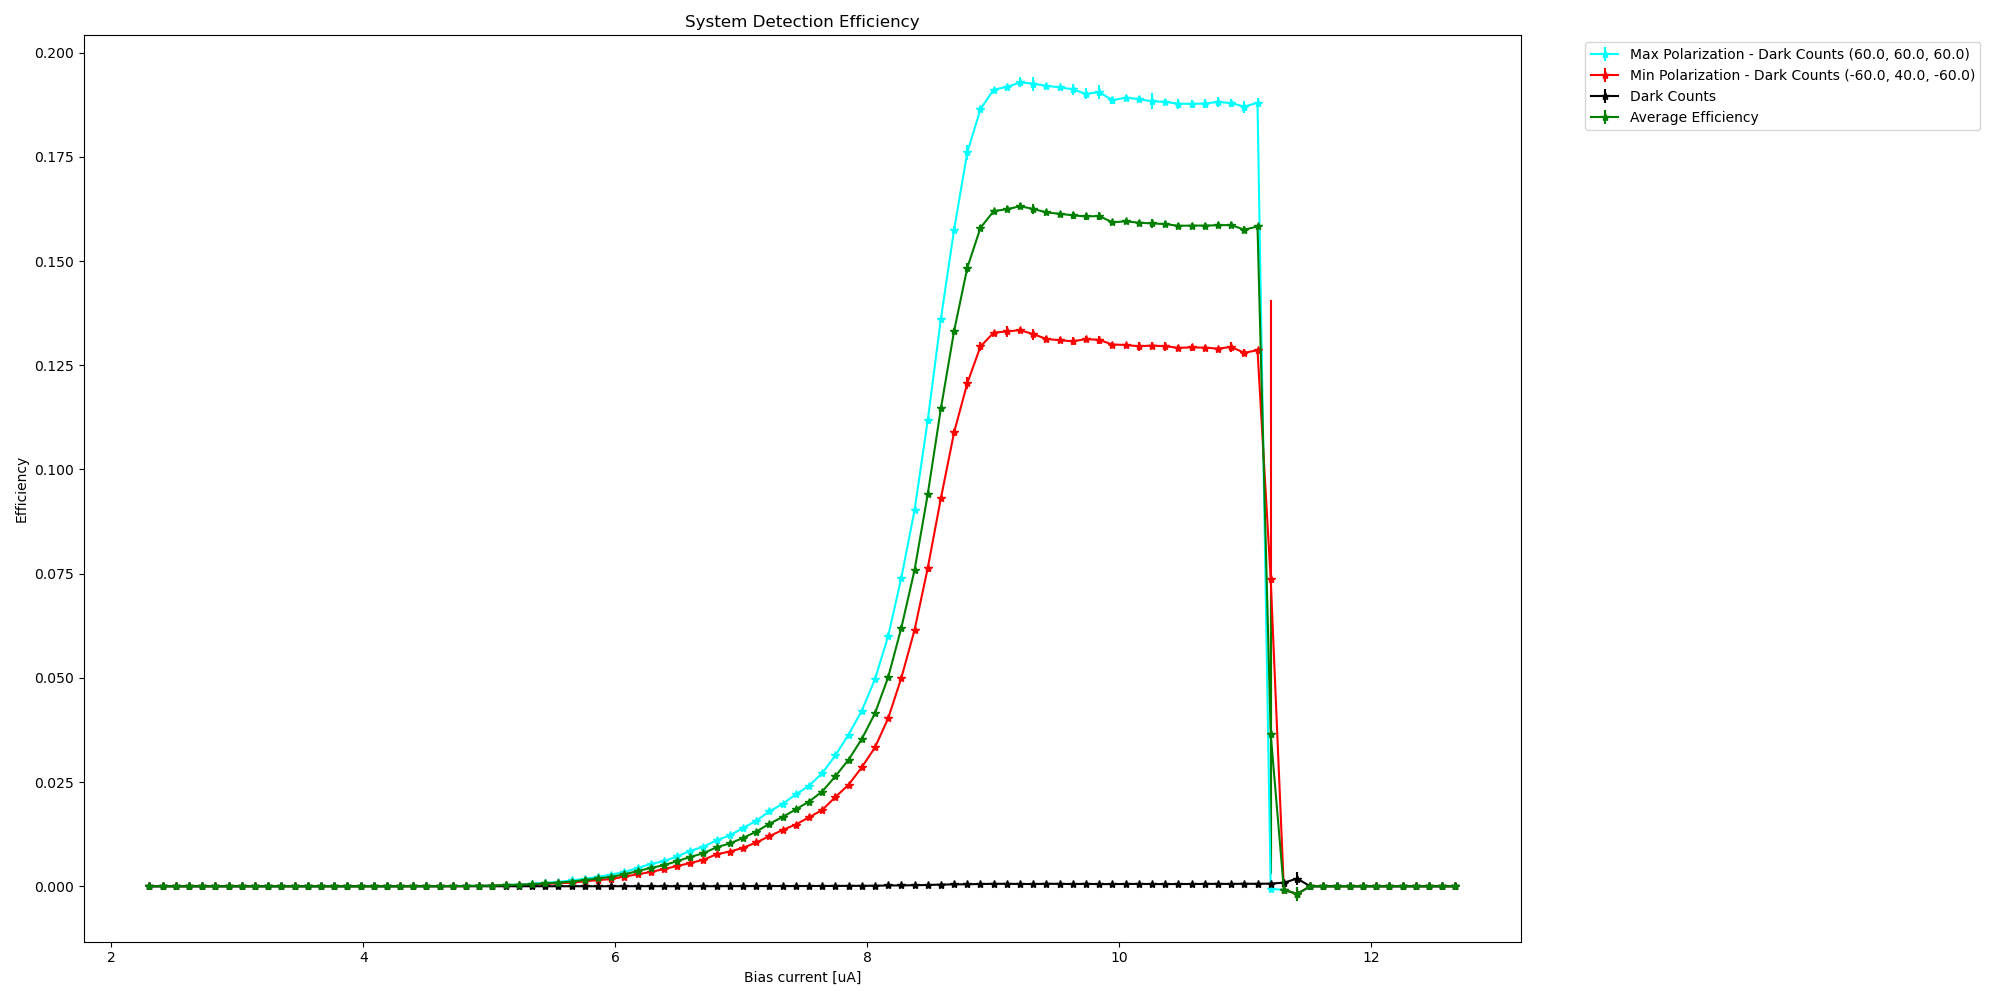 System Detection Efficiency
Max Polarization - Dark Counts (60.0, 60.0, 60.0)
Min Polarization - Dark Counts (-60.0, 40.0, -60.0)
Dark Counts
Average Efficiency
Efficiency
0.200
0.175
0.150
0.125
0.100
0.075
0.050
0.025
0.000
2 4 6 8 10 12
Bias current [uA]